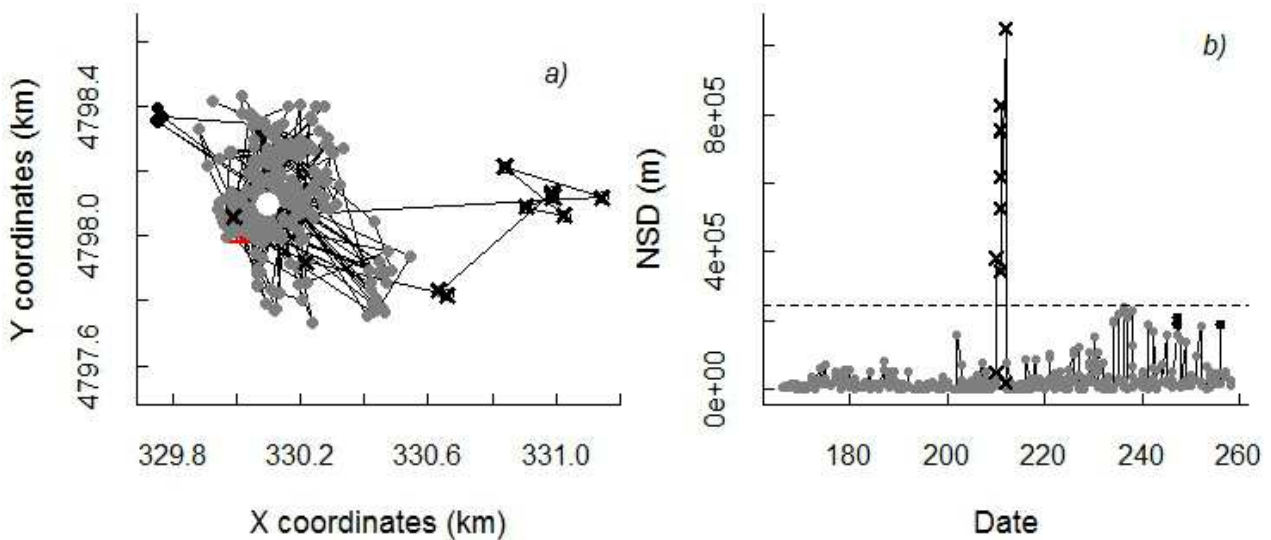 a)
4798.4
4798.0
4797.6
Y coordinates (km)
329.8 330.2 330.6 331.0
X coordinates (km)
b)
8e+05
4e+05
0e+00
NSD (m)
180 200 220 240 260
Date